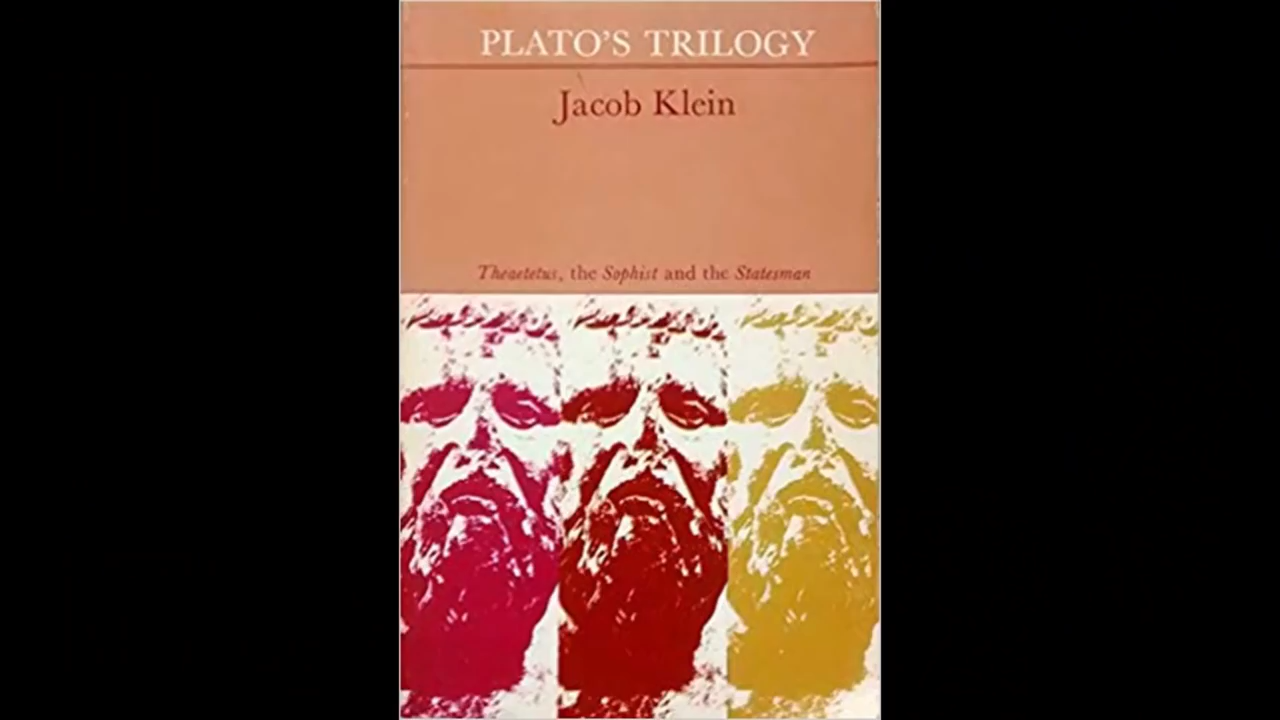 PLATO'S TRILOGY
Jacob Klein
Theaetetus, the Sophist and the Statesman